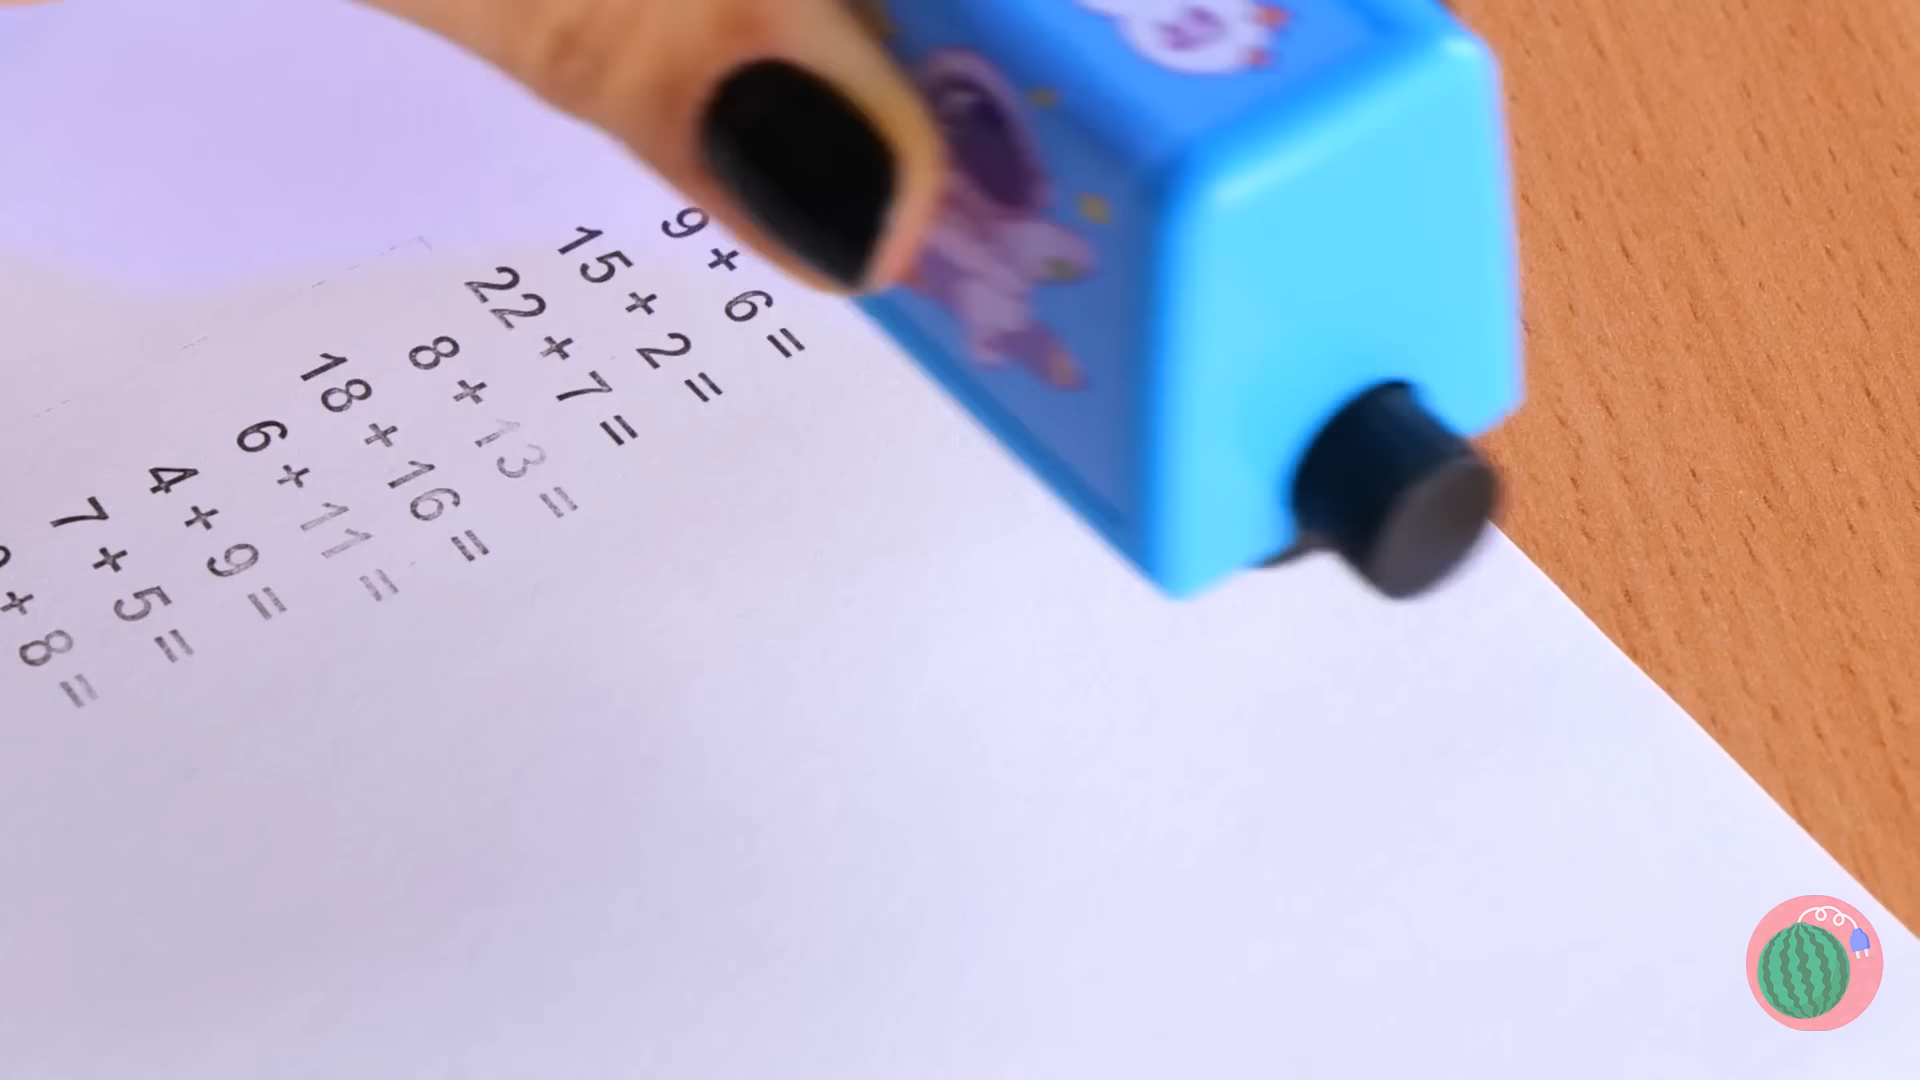 9 + 6 =
15 + 2 =
22 + 7 =
8 + 13 =
18 + 16 =
6 + 11 =
4 + 9 =
7 + 5 =
+ 8 =